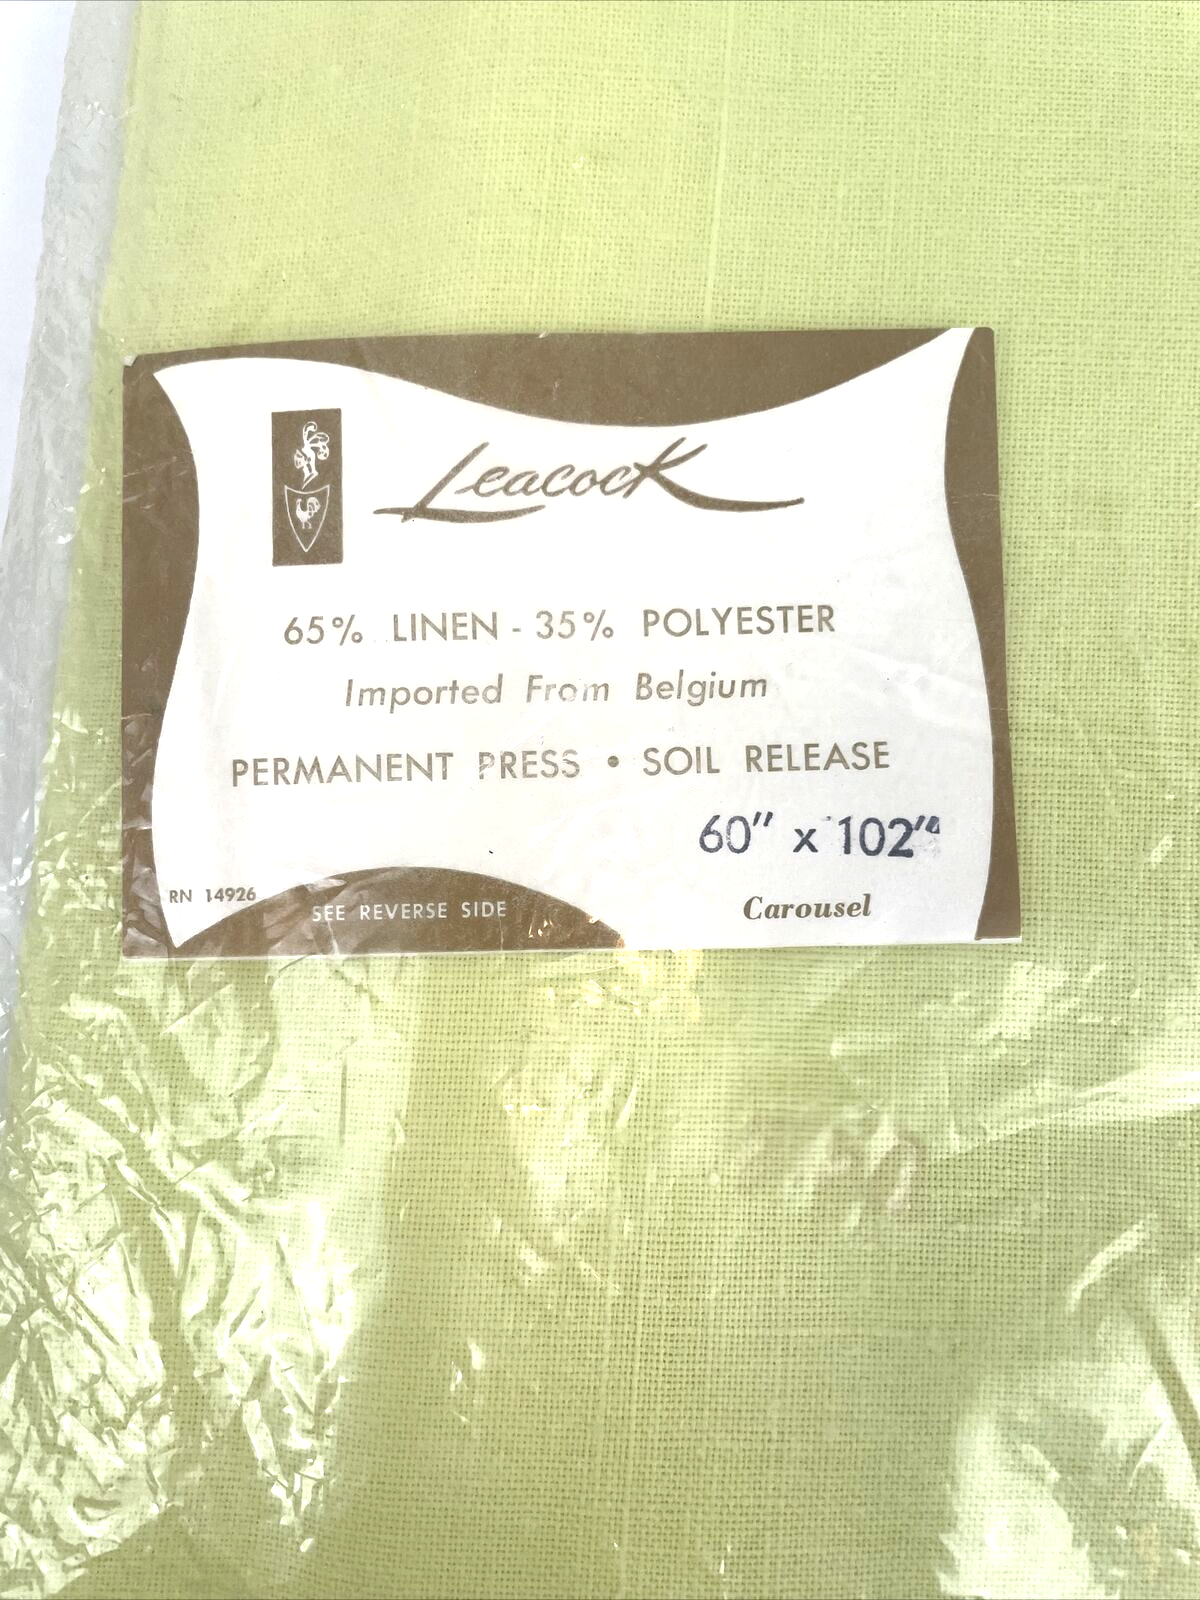 Leacock
65% LINEN - 35% POLYESTER
Imported From Belgium
PERMANENT PRESS • SOIL RELEASE
60" x 102"
RN 14926
SEE REVERSE SIDE
Carousel